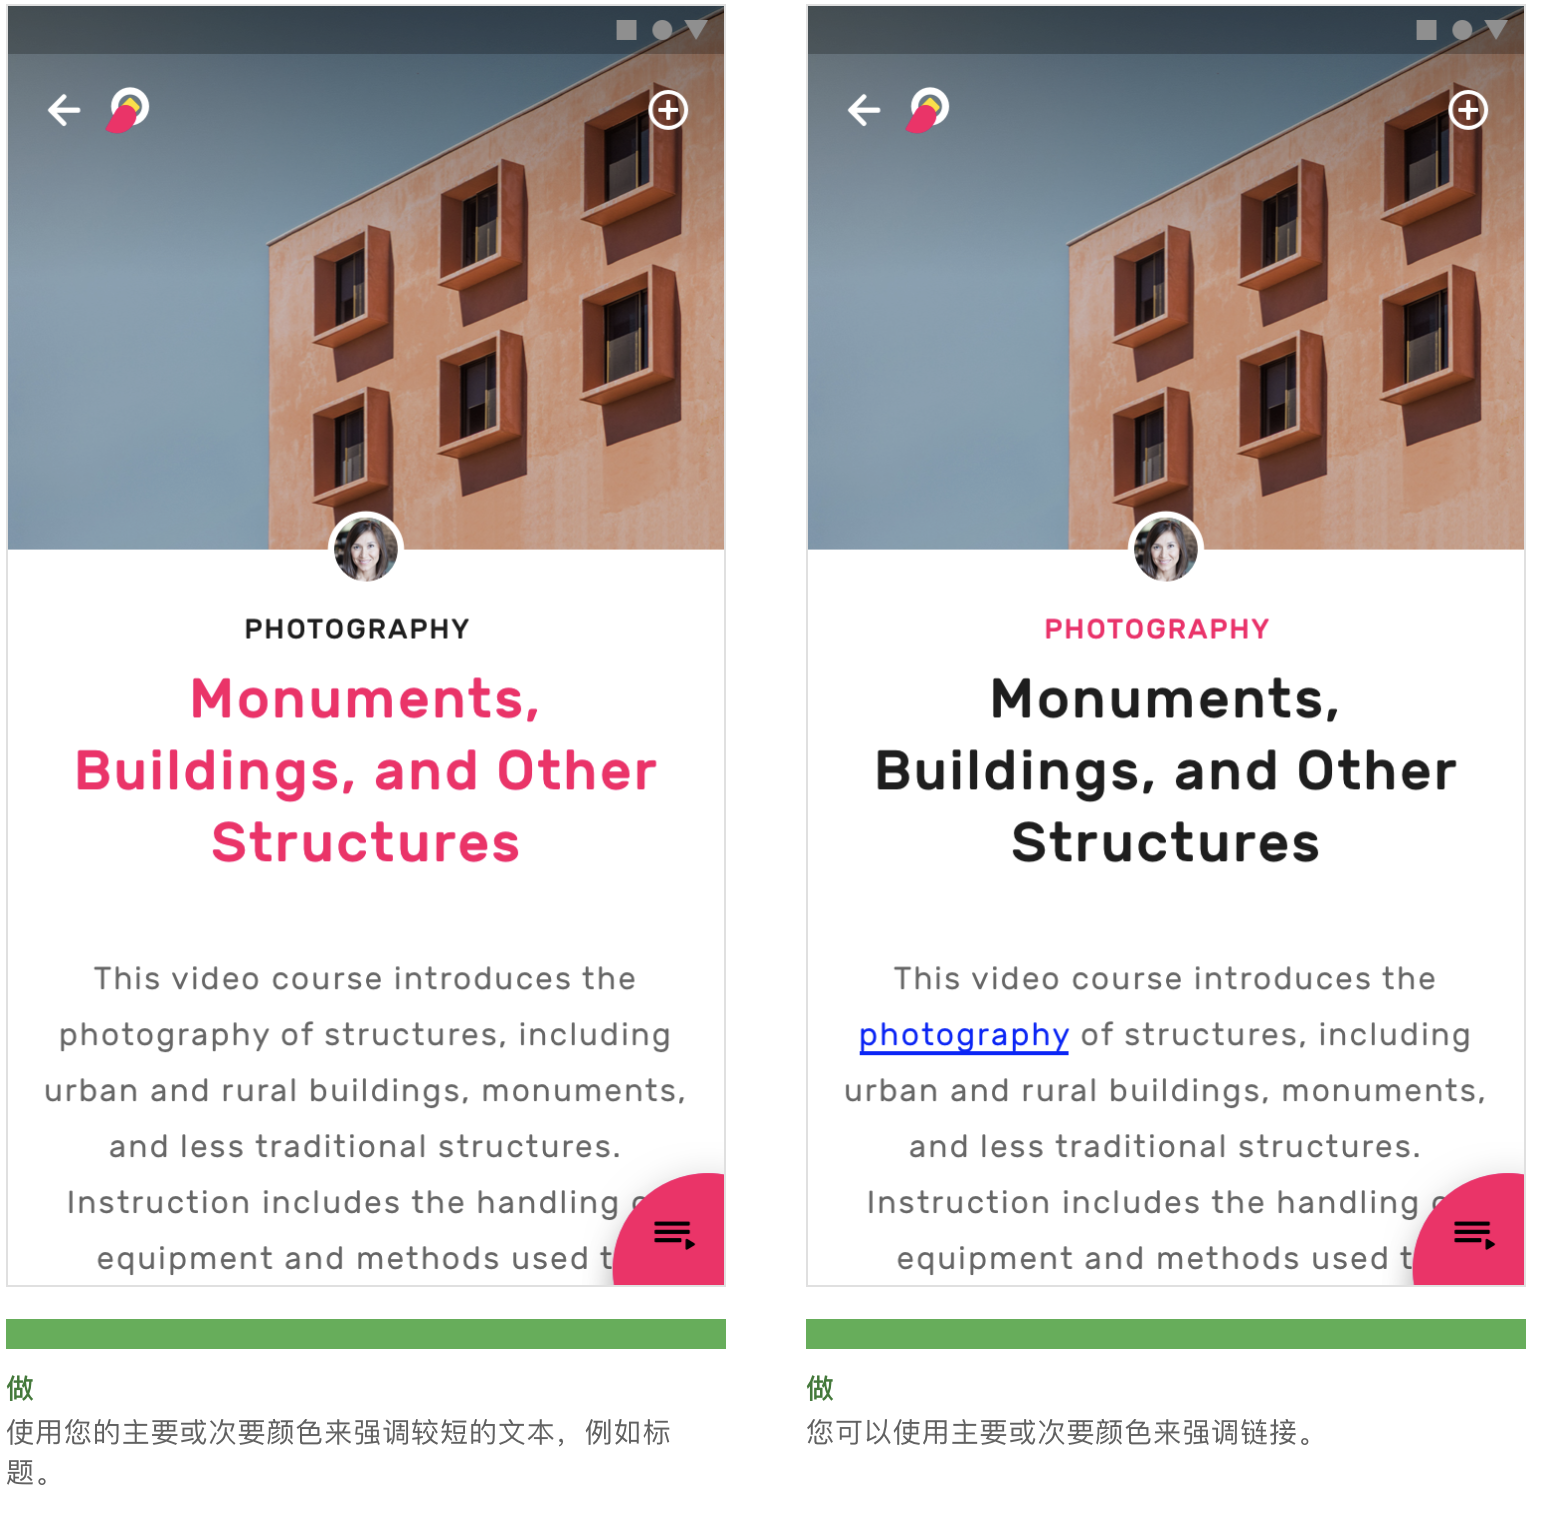 PHOTOGRAPHY
Monuments,
Buildings, and Other
Structures
This video course introduces the
photography of structures, including
urban and rural buildings, monuments,
and less traditional structures.
Instruction includes the handling
equipment and methods used t
做
使用您的主要或次要颜色来强调较短的文本，例如标
题。
PHOTOGRAPHY
Monuments,
Buildings, and Other
Structures
This video course introduces the
photography of structures, including
urban and rural buildings, monuments,
and less traditional structures.
Instruction includes the handling
equipment and methods used t
做
您可以使用主要或次要颜色来强调链接。